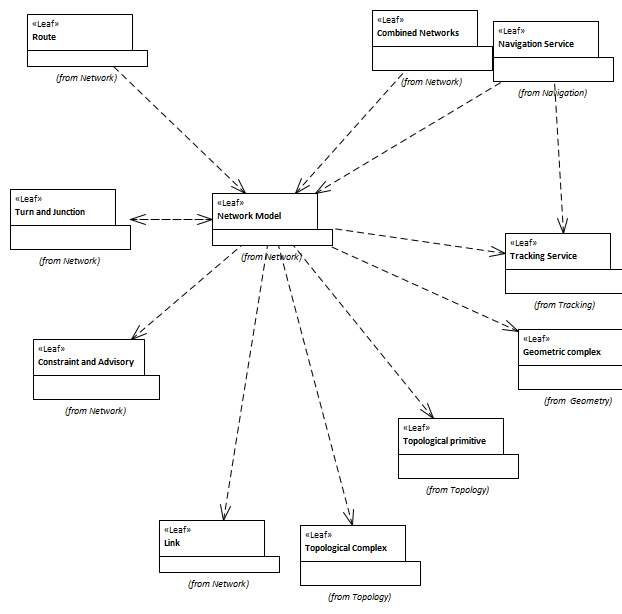 «Leaf»
Route
(from Network)
«Leaf»
Combined Networks
(from Network)
«Leaf»
Navigation Service
(from Navigation)
«Leaf»
Turn and Junction
(from Network)
«Leaf»
Network Model
(from Network)
«Leaf»
Tracking Service
(from Tracking)
«Leaf»
Geometric complex
(from Geometry)
«Leaf»
Constraint and Advisory
(from Network)
«Leaf»
Topological primitive
(from Topology)
«Leaf»
Link
(from Network)
«Leaf»
Topological Complex
(from Topology)